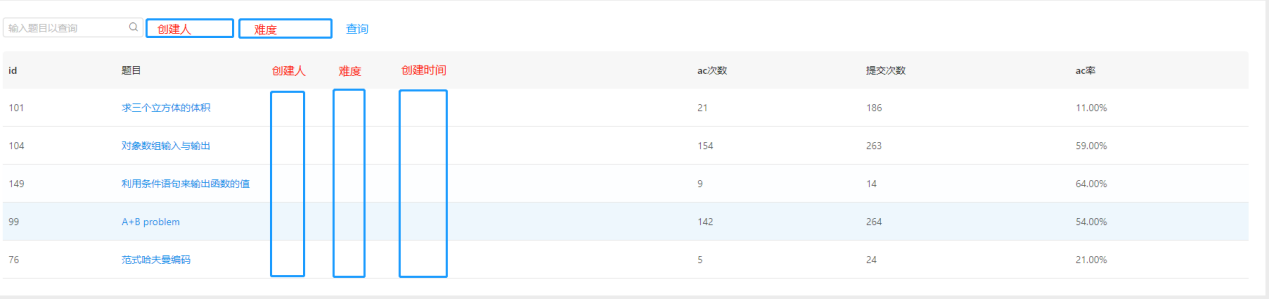 输入题目以查询 创建人 难度 查询
id 题目 创建人 难度 创建时间 ac次数 提交次数 ac率
101 求三个立方体的体积 21 186 11.00%
104 对象数组输入与输出 154 263 59.00%
149 利用条件语句来输出函数的值 9 14 64.00%
99 A+B problem 142 264 54.00%
76 范式哈夫曼编码 5 24 21.00%